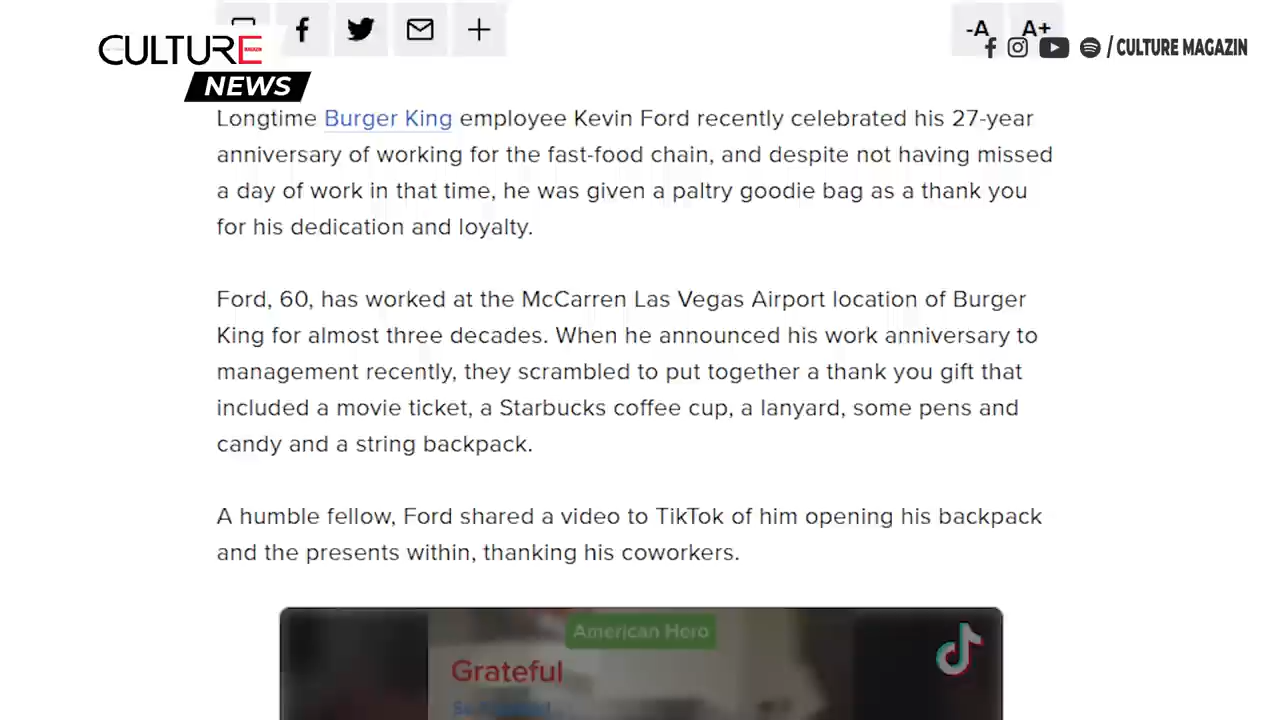 -A A+
CULTURE
NEWS
/ CULTURE MAGAZIN
Longtime Burger King employee Kevin Ford recently celebrated his 27-year
anniversary of working for the fast-food chain, and despite not having missed
a day of work in that time, he was given a paltry goodie bag as a thank you
for his dedication and loyalty.
Ford, 60, has worked at the McCarren Las Vegas Airport location of Burger
King for almost three decades. When he announced his work anniversary to
management recently, they scrambled to put together a thank you gift that
included a movie ticket, a Starbucks coffee cup, a lanyard, some pens and
candy and a string backpack.
A humble fellow, Ford shared a video to TikTok of him opening his backpack
and the presents within, thanking his coworkers.
American Hero
Grateful